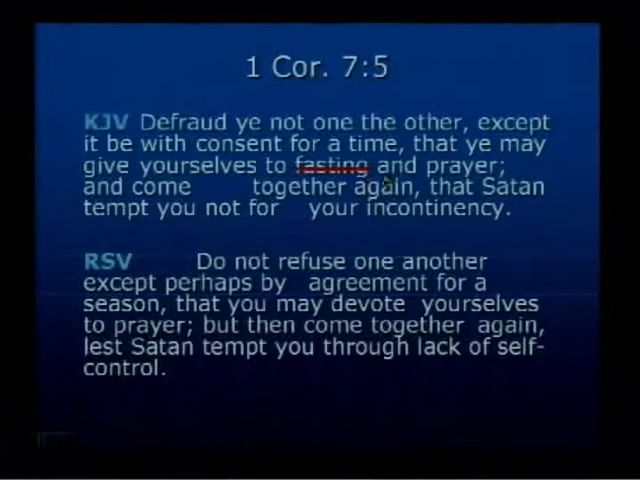 1 Cor. 7:5
KJV Defraud ye not one the other, except
it be with consent for a time, that ye may
give yourselves to fasting and prayer;
and come together again, that Satan
tempt you not for your incontinency.
RSV Do not refuse one another
except perhaps by agreement for a
season, that you may devote yourselves
to prayer; but then come together again,
lest Satan tempt you through lack of self-
control.